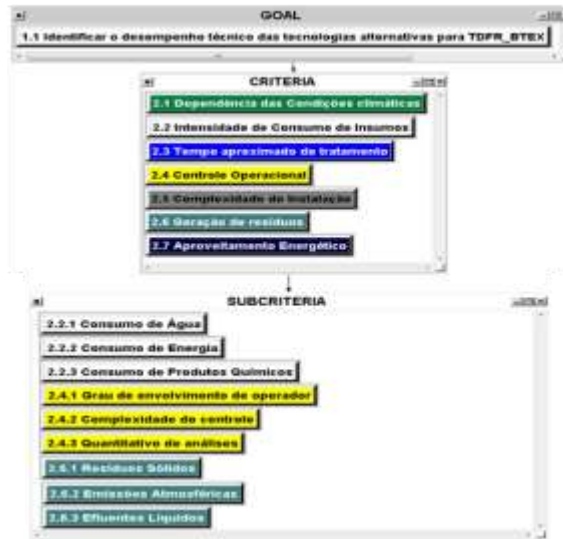 GOAL
1.1 Identificar o desempenho técnico das tecnologias alternativas para TDFR_BTEX
CRITERIA
2.1 Dependência das Condições climáticas
2.2 Intensidade de Consumo de Insumos
2.3 Tempo aproximado de tratamento
2.4 Controle Operacional
2.5 Complexidade de Instalação
2.6 Geração de resíduos
2.7 Aproveitamento Energético
SUBCRITERIA
2.2.1 Consumo de Água
2.2.2 Consumo de Energia
2.2.3 Consumo de Produtos Químicos
2.4.1 Grau de envolvimento de operador
2.4.2 Complexidade do controle
2.4.3 Quantitativo de análises
2.6.1 Resíduos Sólidos
2.6.2 Emissões Atmosféricas
2.6.3 Efluentes Líquidos